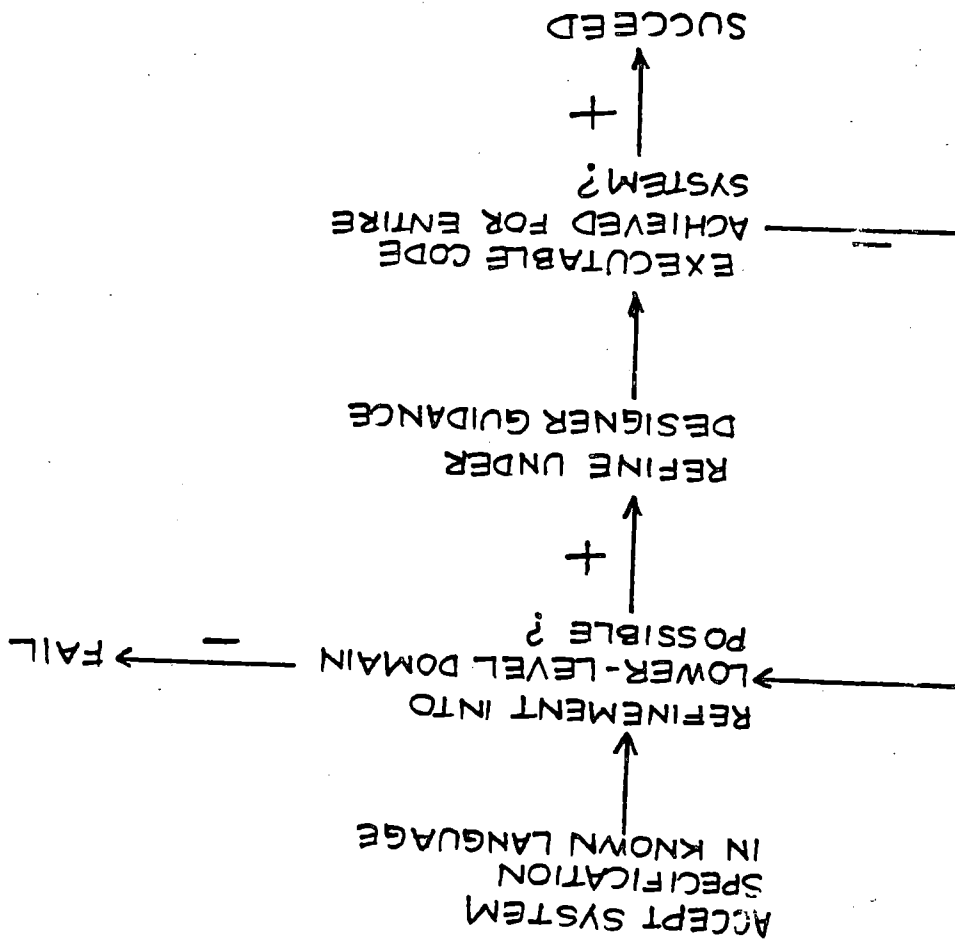 ACCEPT SYSTEM
SPECIFICATION
IN KNOWN LANGUAGE
REFINEMENT INTO
LOWER-LEVEL DOMAIN
POSSIBLE ?
-
FAIL
+
REFINE UNDER
DESIGNER GUIDANCE
EXECUTABLE CODE
ACHIEVED FOR ENTIRE
SYSTEM?
-
+
SUCCEED